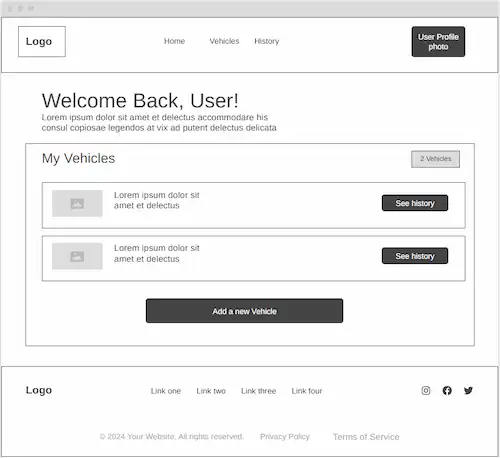 Logo
Home Vehicles History
User Profile
photo
Welcome Back, User!
Lorem ipsum dolor sit amet et delectus accommodare his
consul copiosae legendos at vix ad putent delectus delicata
My Vehicles
2 Vehicles
Lorem ipsum dolor sit
amet et delectus
See history
Lorem ipsum dolor sit
amet et delectus
See history
Add a new Vehicle
Logo
Link one Link two Link three Link four
© 2024 Your Website. All rights reserved. Privacy Policy Terms of Service